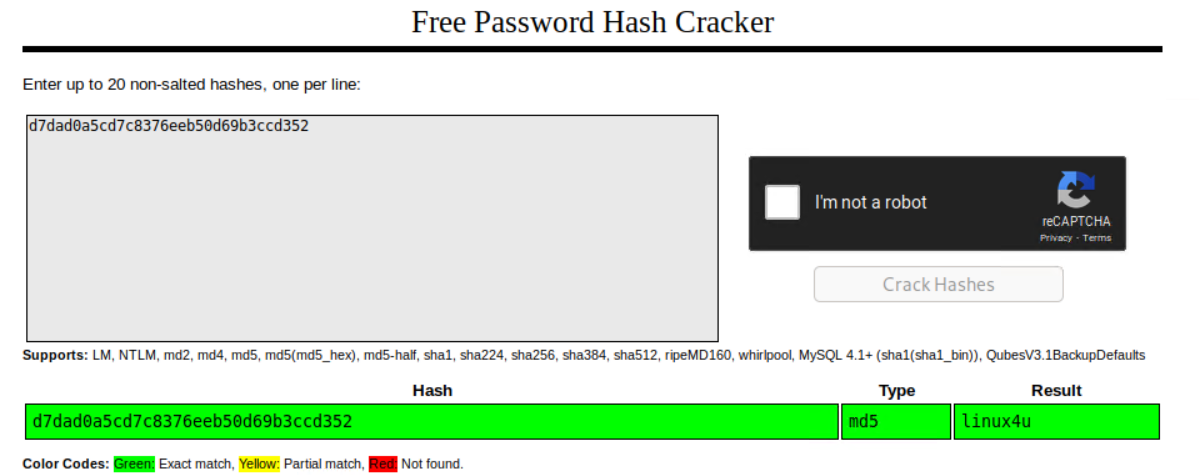 Free Password Hash Cracker
Enter up to 20 non-salted hashes, one per line:
d7dad0a5cd7c8376eeb50d69b3ccd352
I'm not a robot
reCAPTCHA
Privacy - Terms
Crack Hashes
Supports: LM, NTLM, md2, md4, md5, md5(md5_hex), md5-half, sha1, sha224, sha256, sha384, sha512, ripeMD160, whirlpool, MySQL 4.1+ (sha1(sha1_bin)), QubesV3.1BackupDefaults
Hash Type Result
d7dad0a5cd7c8376eeb50d69b3ccd352 md5 linux4u
Color Codes: Green: Exact match, Yellow: Partial match, Red: Not found.